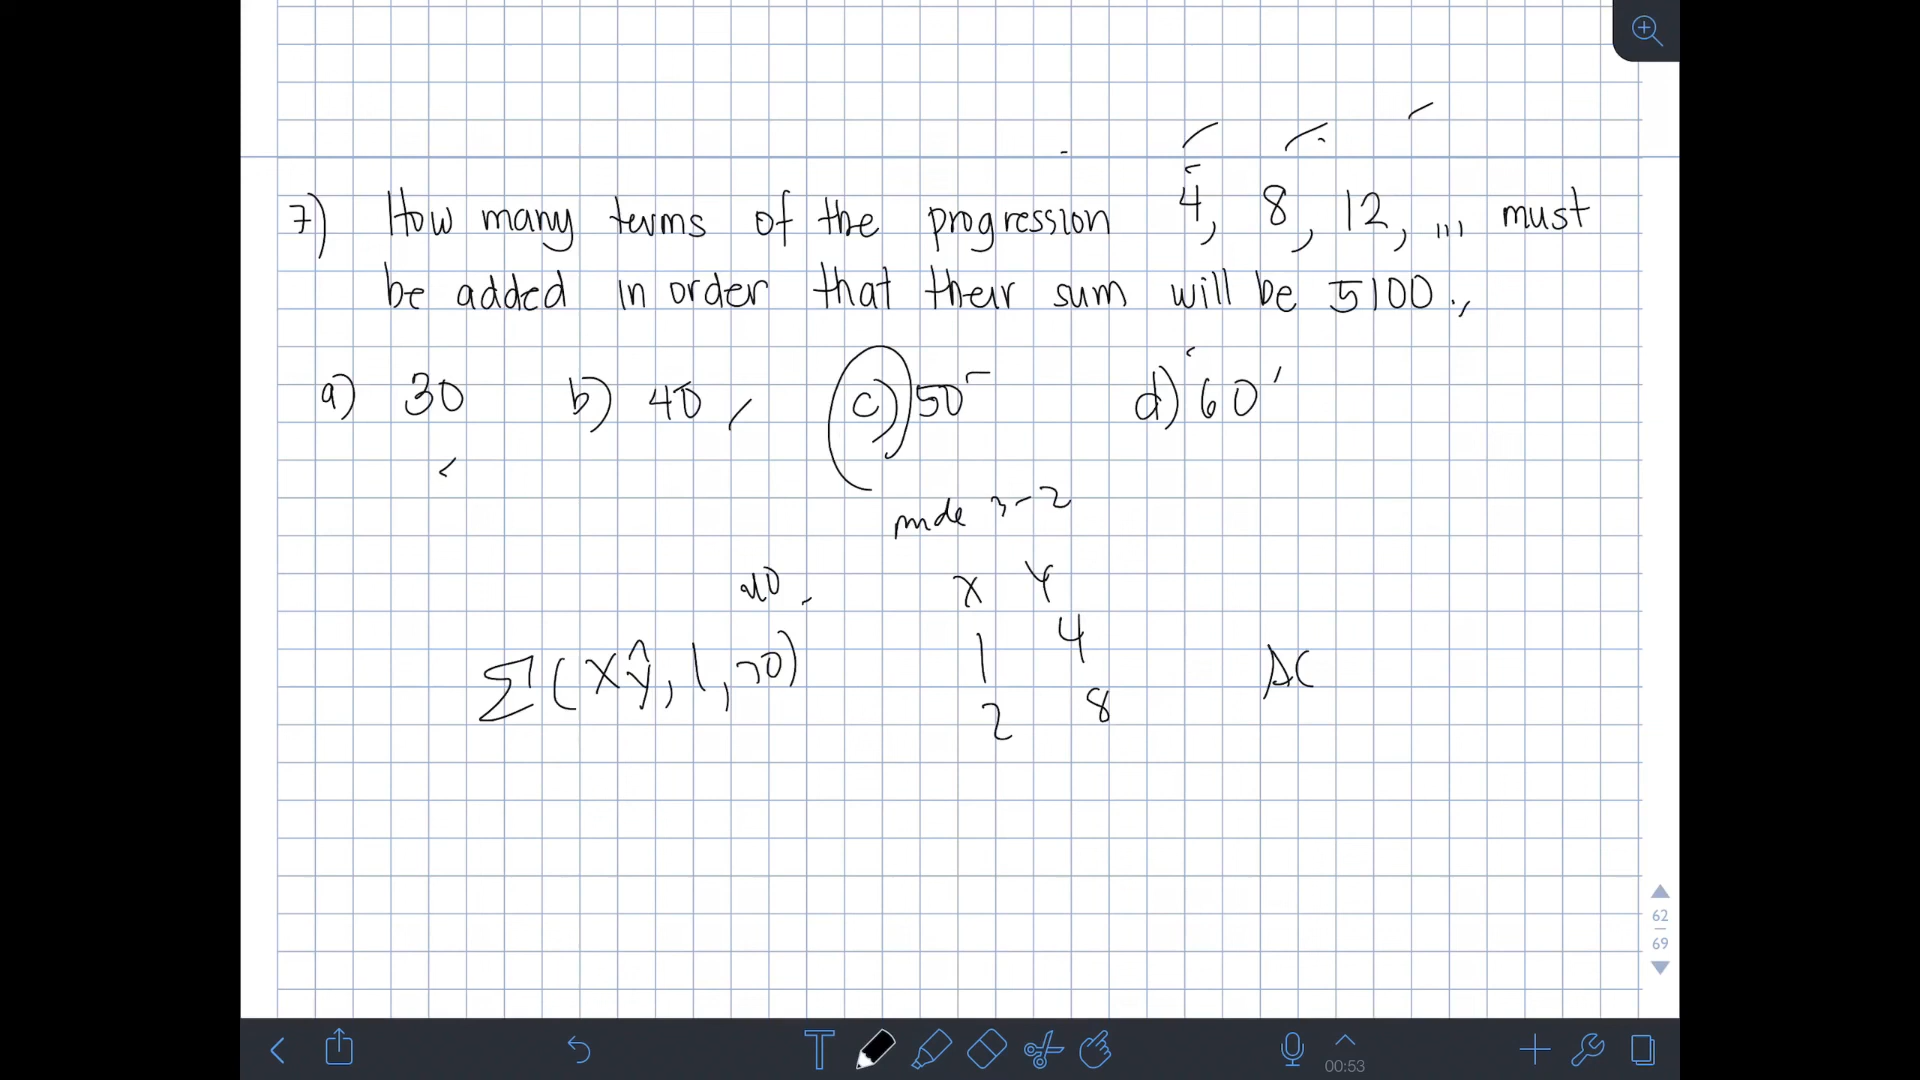 7) How many terms of the progression 4, 8, 12, ... must
be added in order that their sum will be 5100.,
a) 30 b) 40 c) 50 d) 60
mode 3-2
40 X Y
1 4
Σ(xŷ, 1, 30) AC
2 8
62
69
T
00:53